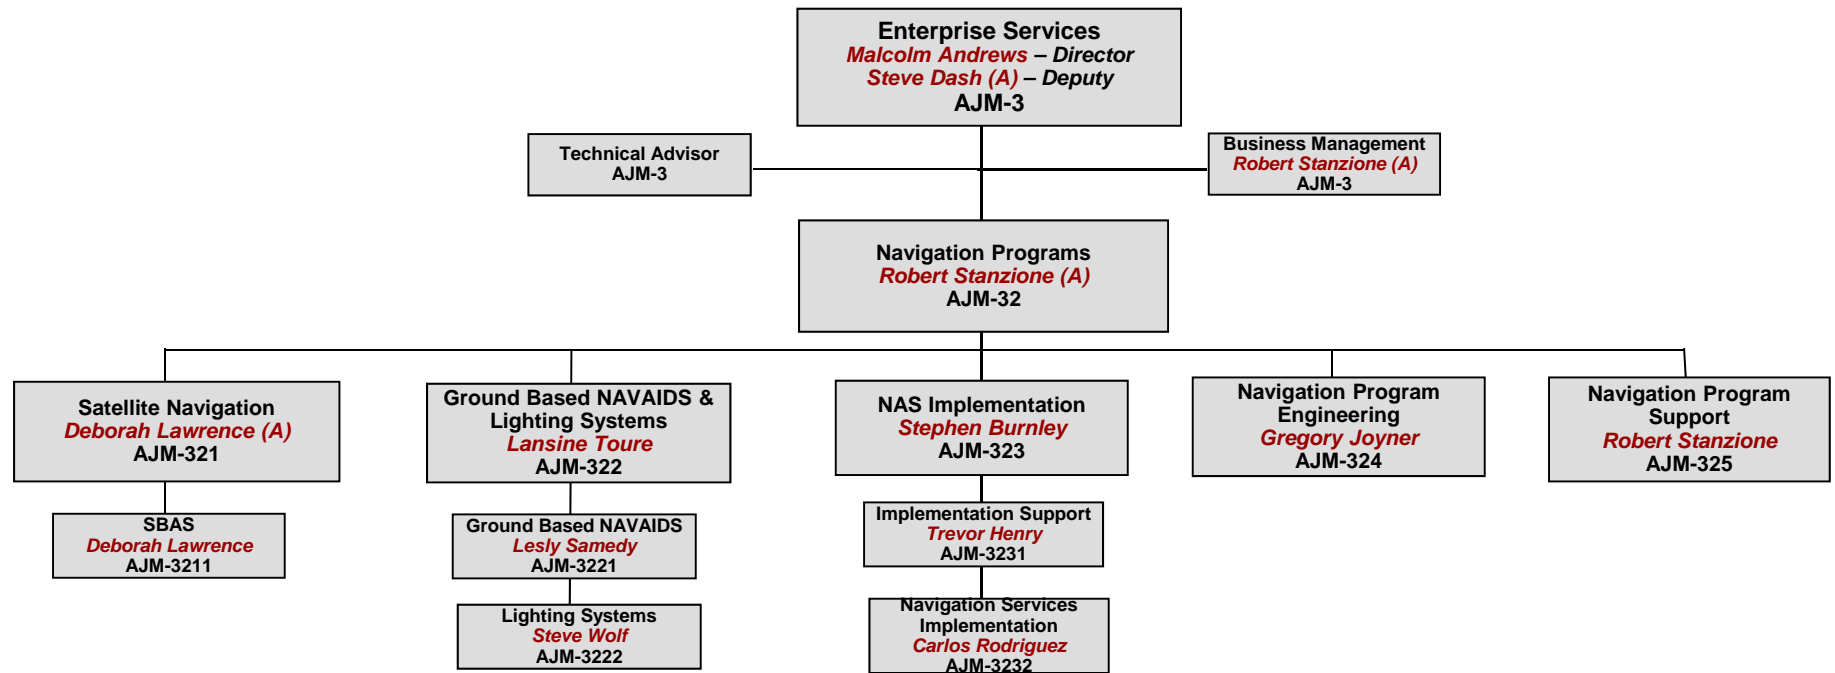 Enterprise Services
Malcolm Andrews – Director
Steve Dash (A) – Deputy
AJM-3
Technical Advisor
AJM-3
Business Management
Robert Stanzione (A)
AJM-3
Navigation Programs
Robert Stanzione (A)
AJM-32
Satellite Navigation
Deborah Lawrence (A)
AJM-321
Ground Based NAVAIDS &
Lighting Systems
Lansine Toure
AJM-322
NAS Implementation
Stephen Burnley
AJM-323
Navigation Program
Engineering
Gregory Joyner
AJM-324
Navigation Program
Support
Robert Stanzione
AJM-325
SBAS
Deborah Lawrence
AJM-3211
Ground Based NAVAIDS
Lesly Samedy
AJM-3221
Implementation Support
Trevor Henry
AJM-3231
Lighting Systems
Steve Wolf
AJM-3222
Navigation Services
Implementation
Carlos Rodriguez
AJM-3232